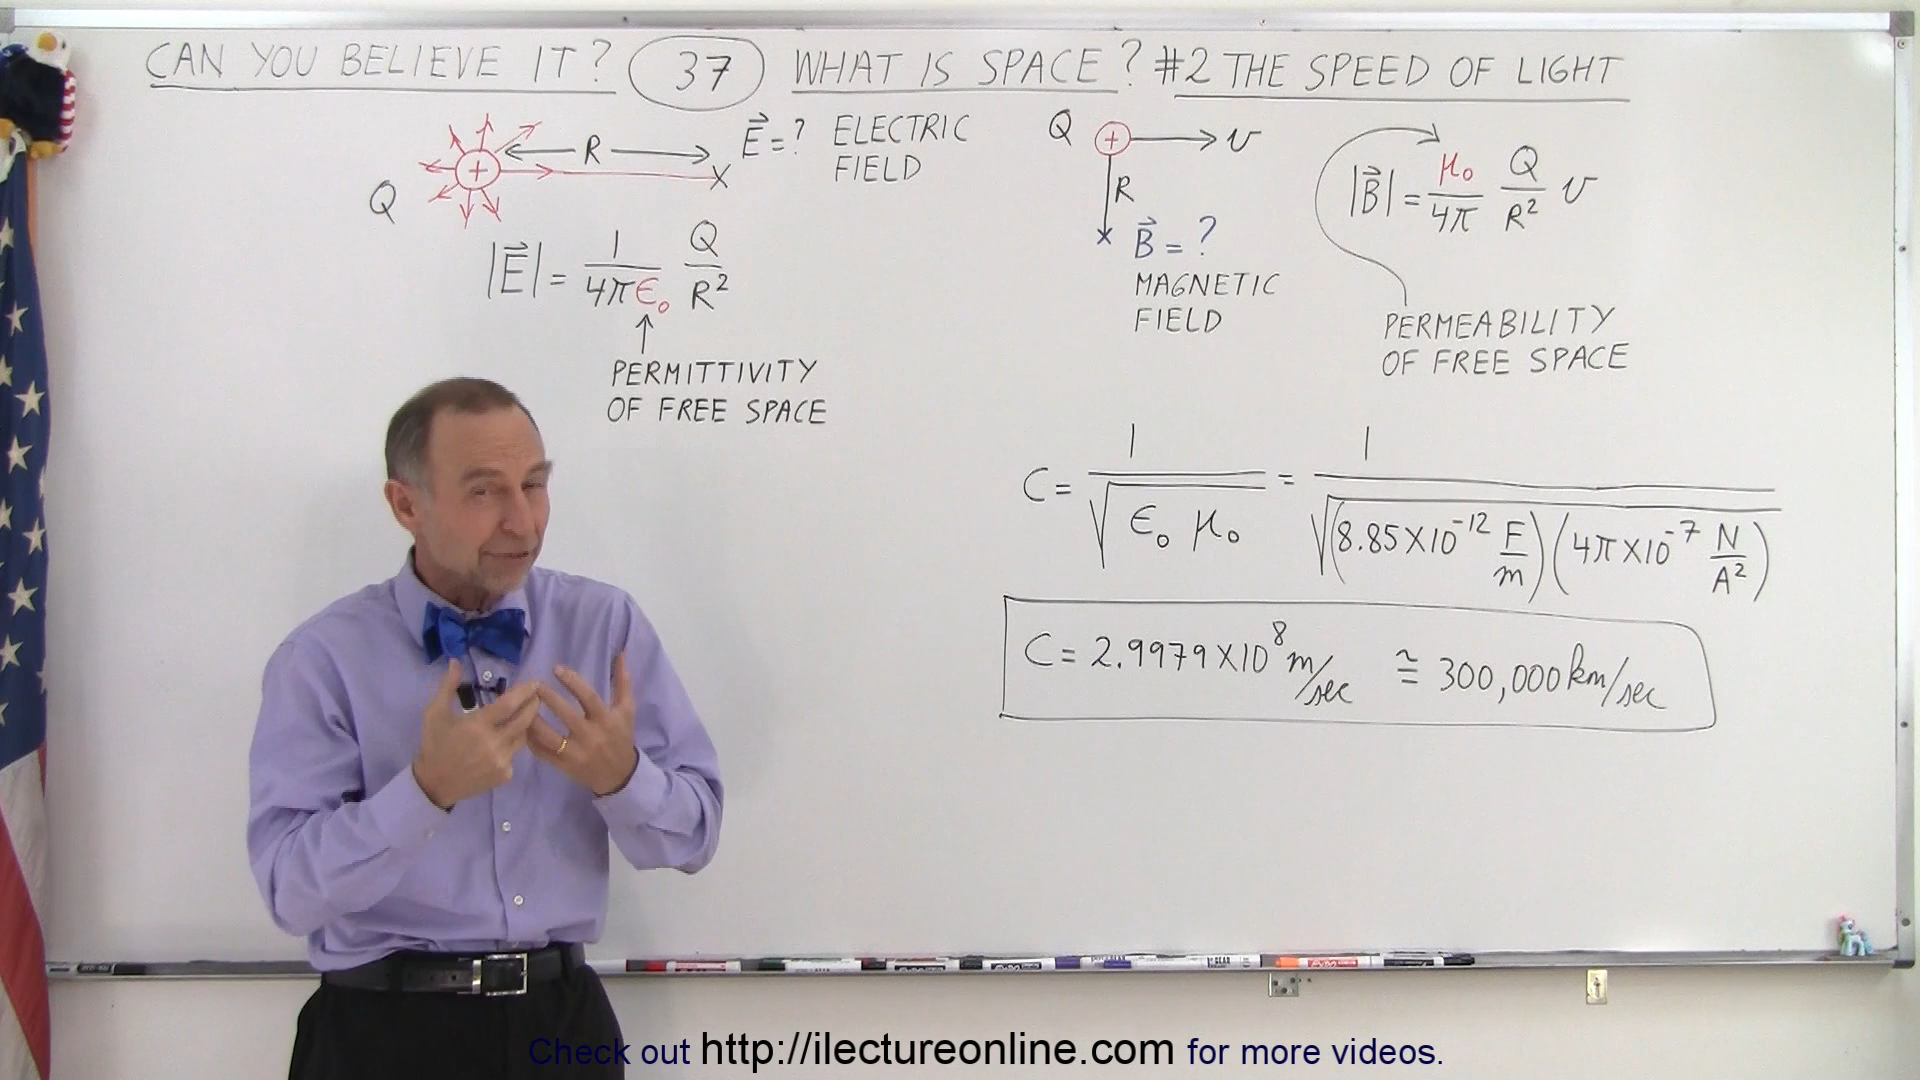 CAN YOU BELIEVE IT? 37 WHAT IS SPACE? #2 THE SPEED OF LIGHT
Q + R X E⃗ = ? ELECTRIC
FIELD
|E⃗| = 1/(4πϵ₀) Q/R²
PERMITTIVITY
OF FREE SPACE
Q + v
R
× B⃗ = ?
MAGNETIC
FIELD
|B⃗| = μ₀/4π Q/R² v
PERMEABILITY
OF FREE SPACE
C = 1/√(ϵ₀ μ₀) = 1/√((8.85×10⁻¹² F/m)(4π×10⁻⁷ N/A²))
C = 2.9979×10⁸ m/sec ≅ 300,000 km/sec
Check out http://ilectureonline.com for more videos.